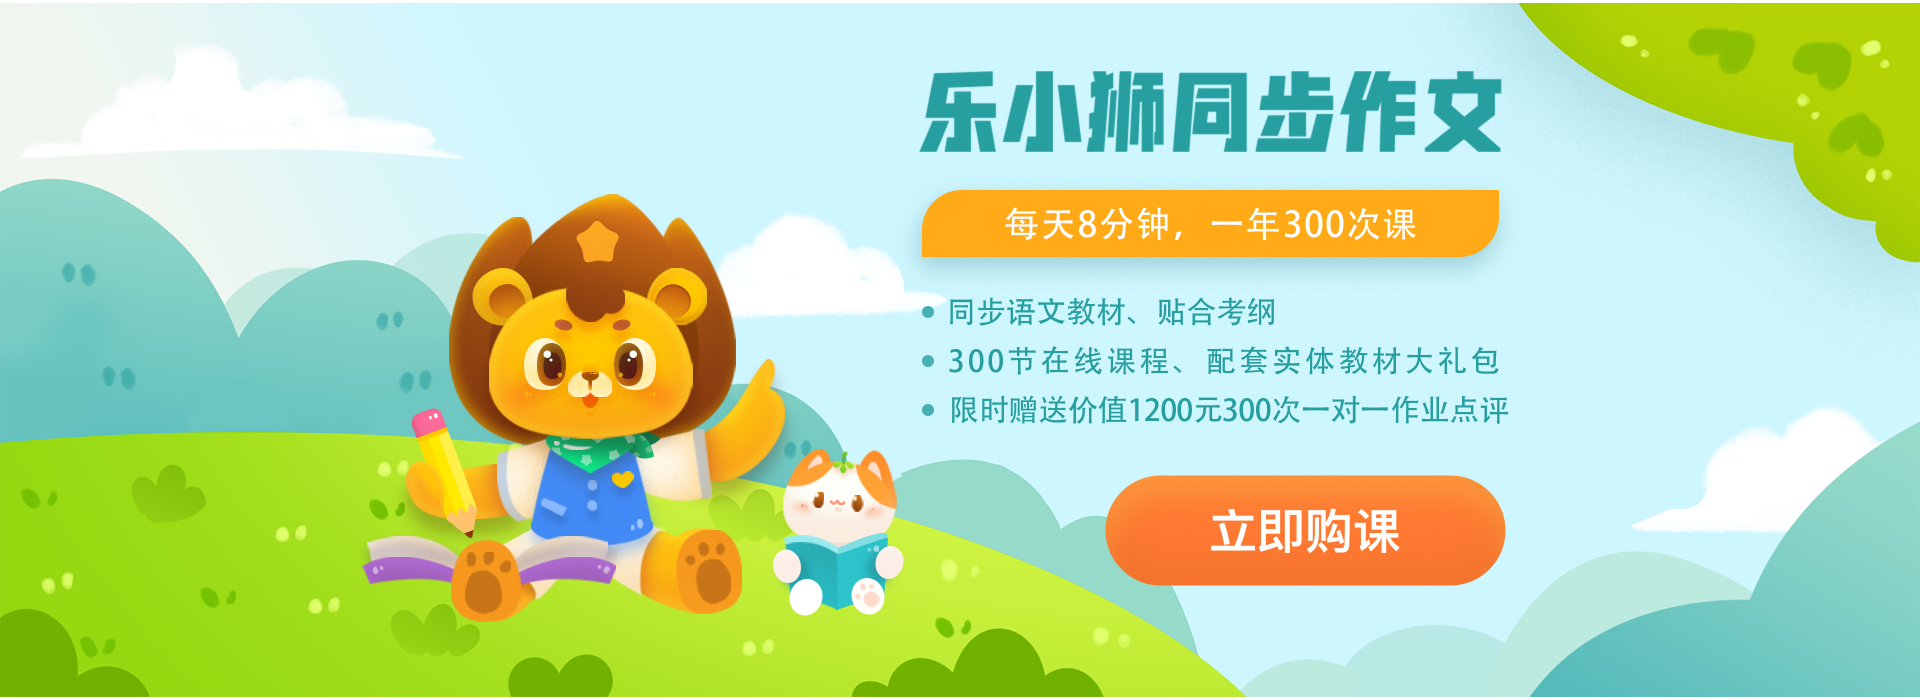 乐小狮同步作文
每天8分钟，一年300次课
同步语文教材、贴合考纲
300节在线课程、配套实体教材大礼包
限时赠送价值1200元300次一对一作业点评
立即购课